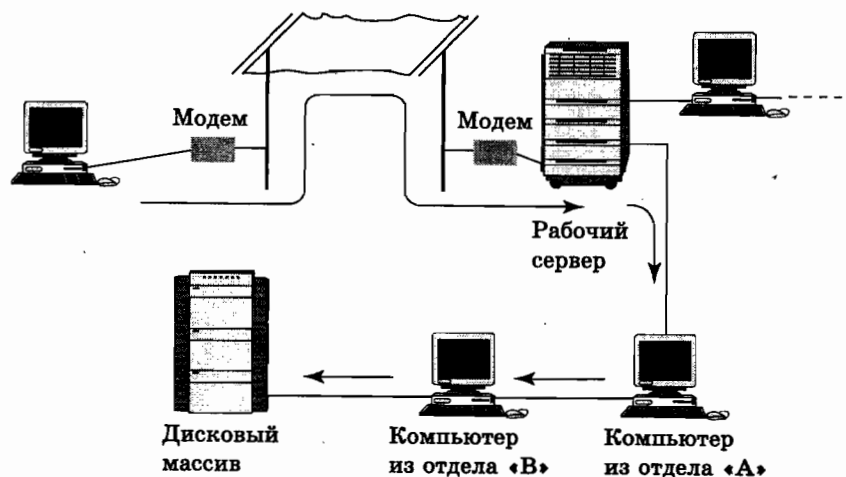 Модем
Модем
Рабочий
сервер
Дисковый
массив
Компьютер
из отдела «В»
Компьютер
из отдела «А»